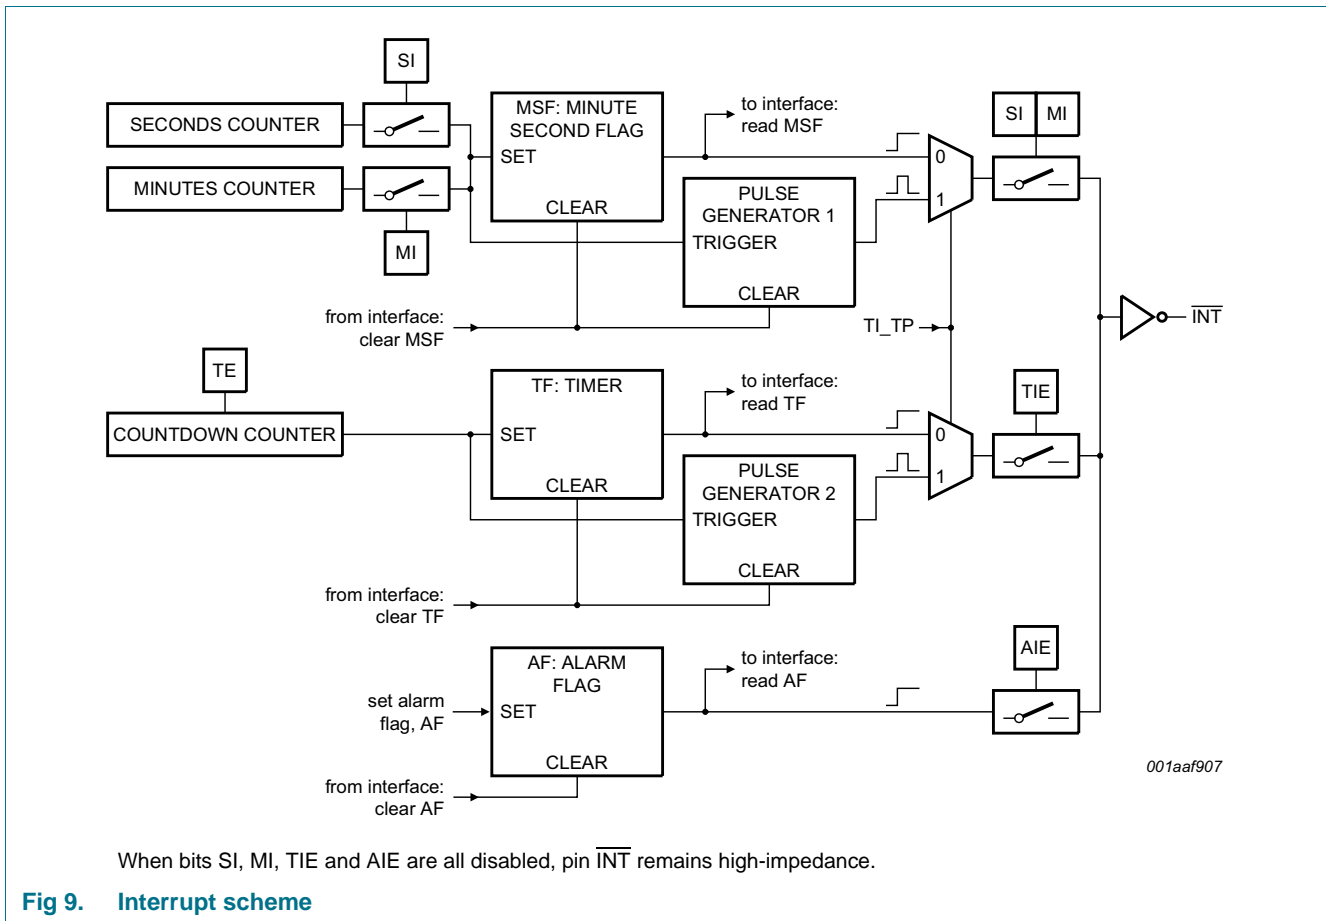 SI
SECONDS COUNTER
MINUTES COUNTER
MI
MSF: MINUTE
SECOND FLAG
SET
CLEAR
to interface:
read MSF
PULSE
GENERATOR 1
TRIGGER
CLEAR
0
1
SI MI
from interface:
clear MSF
TI_TP
INT
TE
COUNTDOWN COUNTER
TF: TIMER
SET
CLEAR
to interface:
read TF
PULSE
GENERATOR 2
TRIGGER
CLEAR
0
1
TIE
from interface:
clear TF
AF: ALARM
FLAG
set alarm
flag, AF
SET
CLEAR
to interface:
read AF
AIE
from interface:
clear AF
001aaf907
When bits SI, MI, TIE and AIE are all disabled, pin INT remains high-impedance.
Fig 9. Interrupt scheme